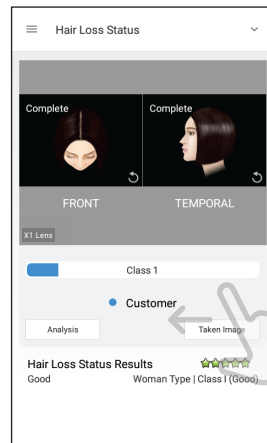 Hair Loss Status
Complete
Complete
FRONT
TEMPORAL
X1 Lens
Class 1
Customer
Analysis
Taken Image
Hair Loss Status Results
Good
Woman Type | Class I (Good)